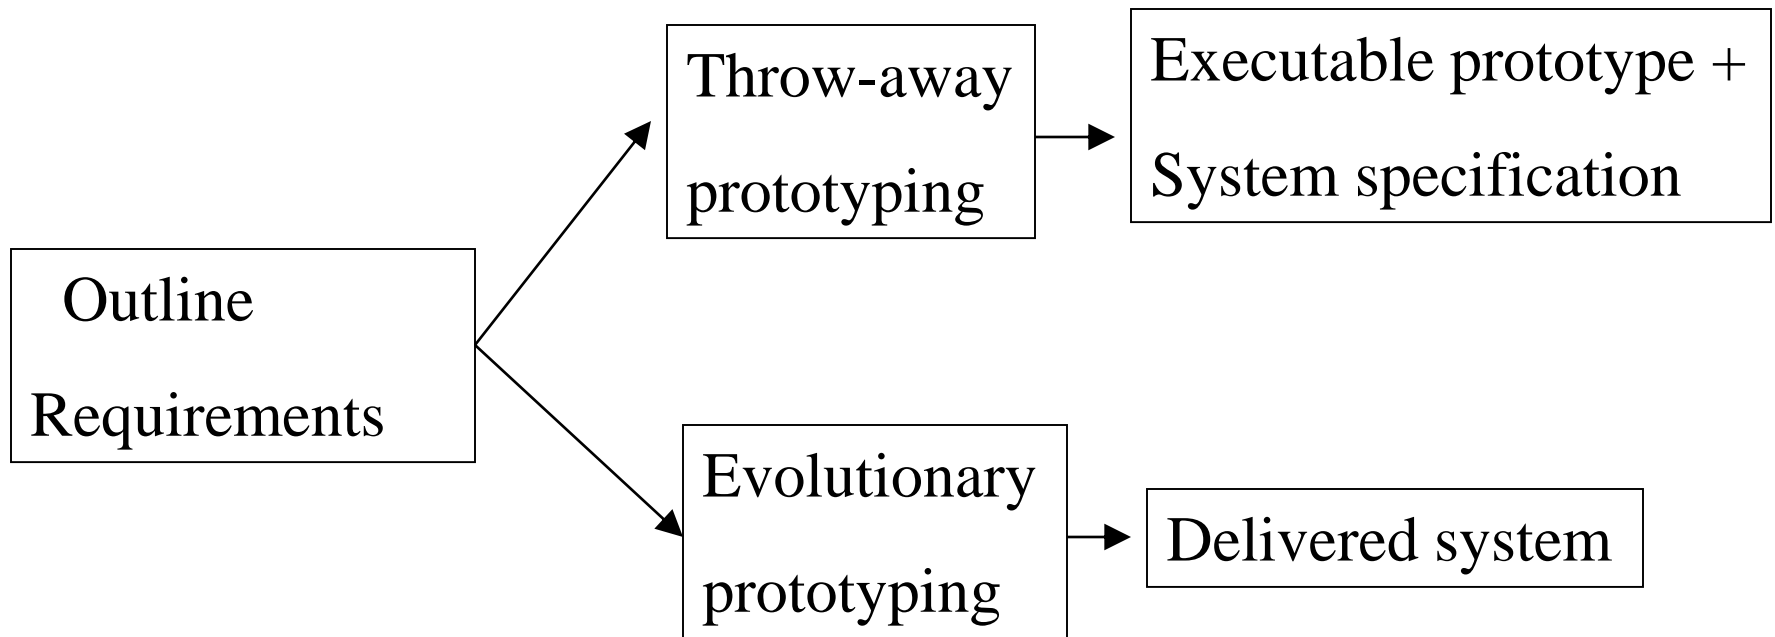 Outline
Requirements
Throw-away
prototyping
Executable prototype +
System specification
Evolutionary
prototyping
Delivered system